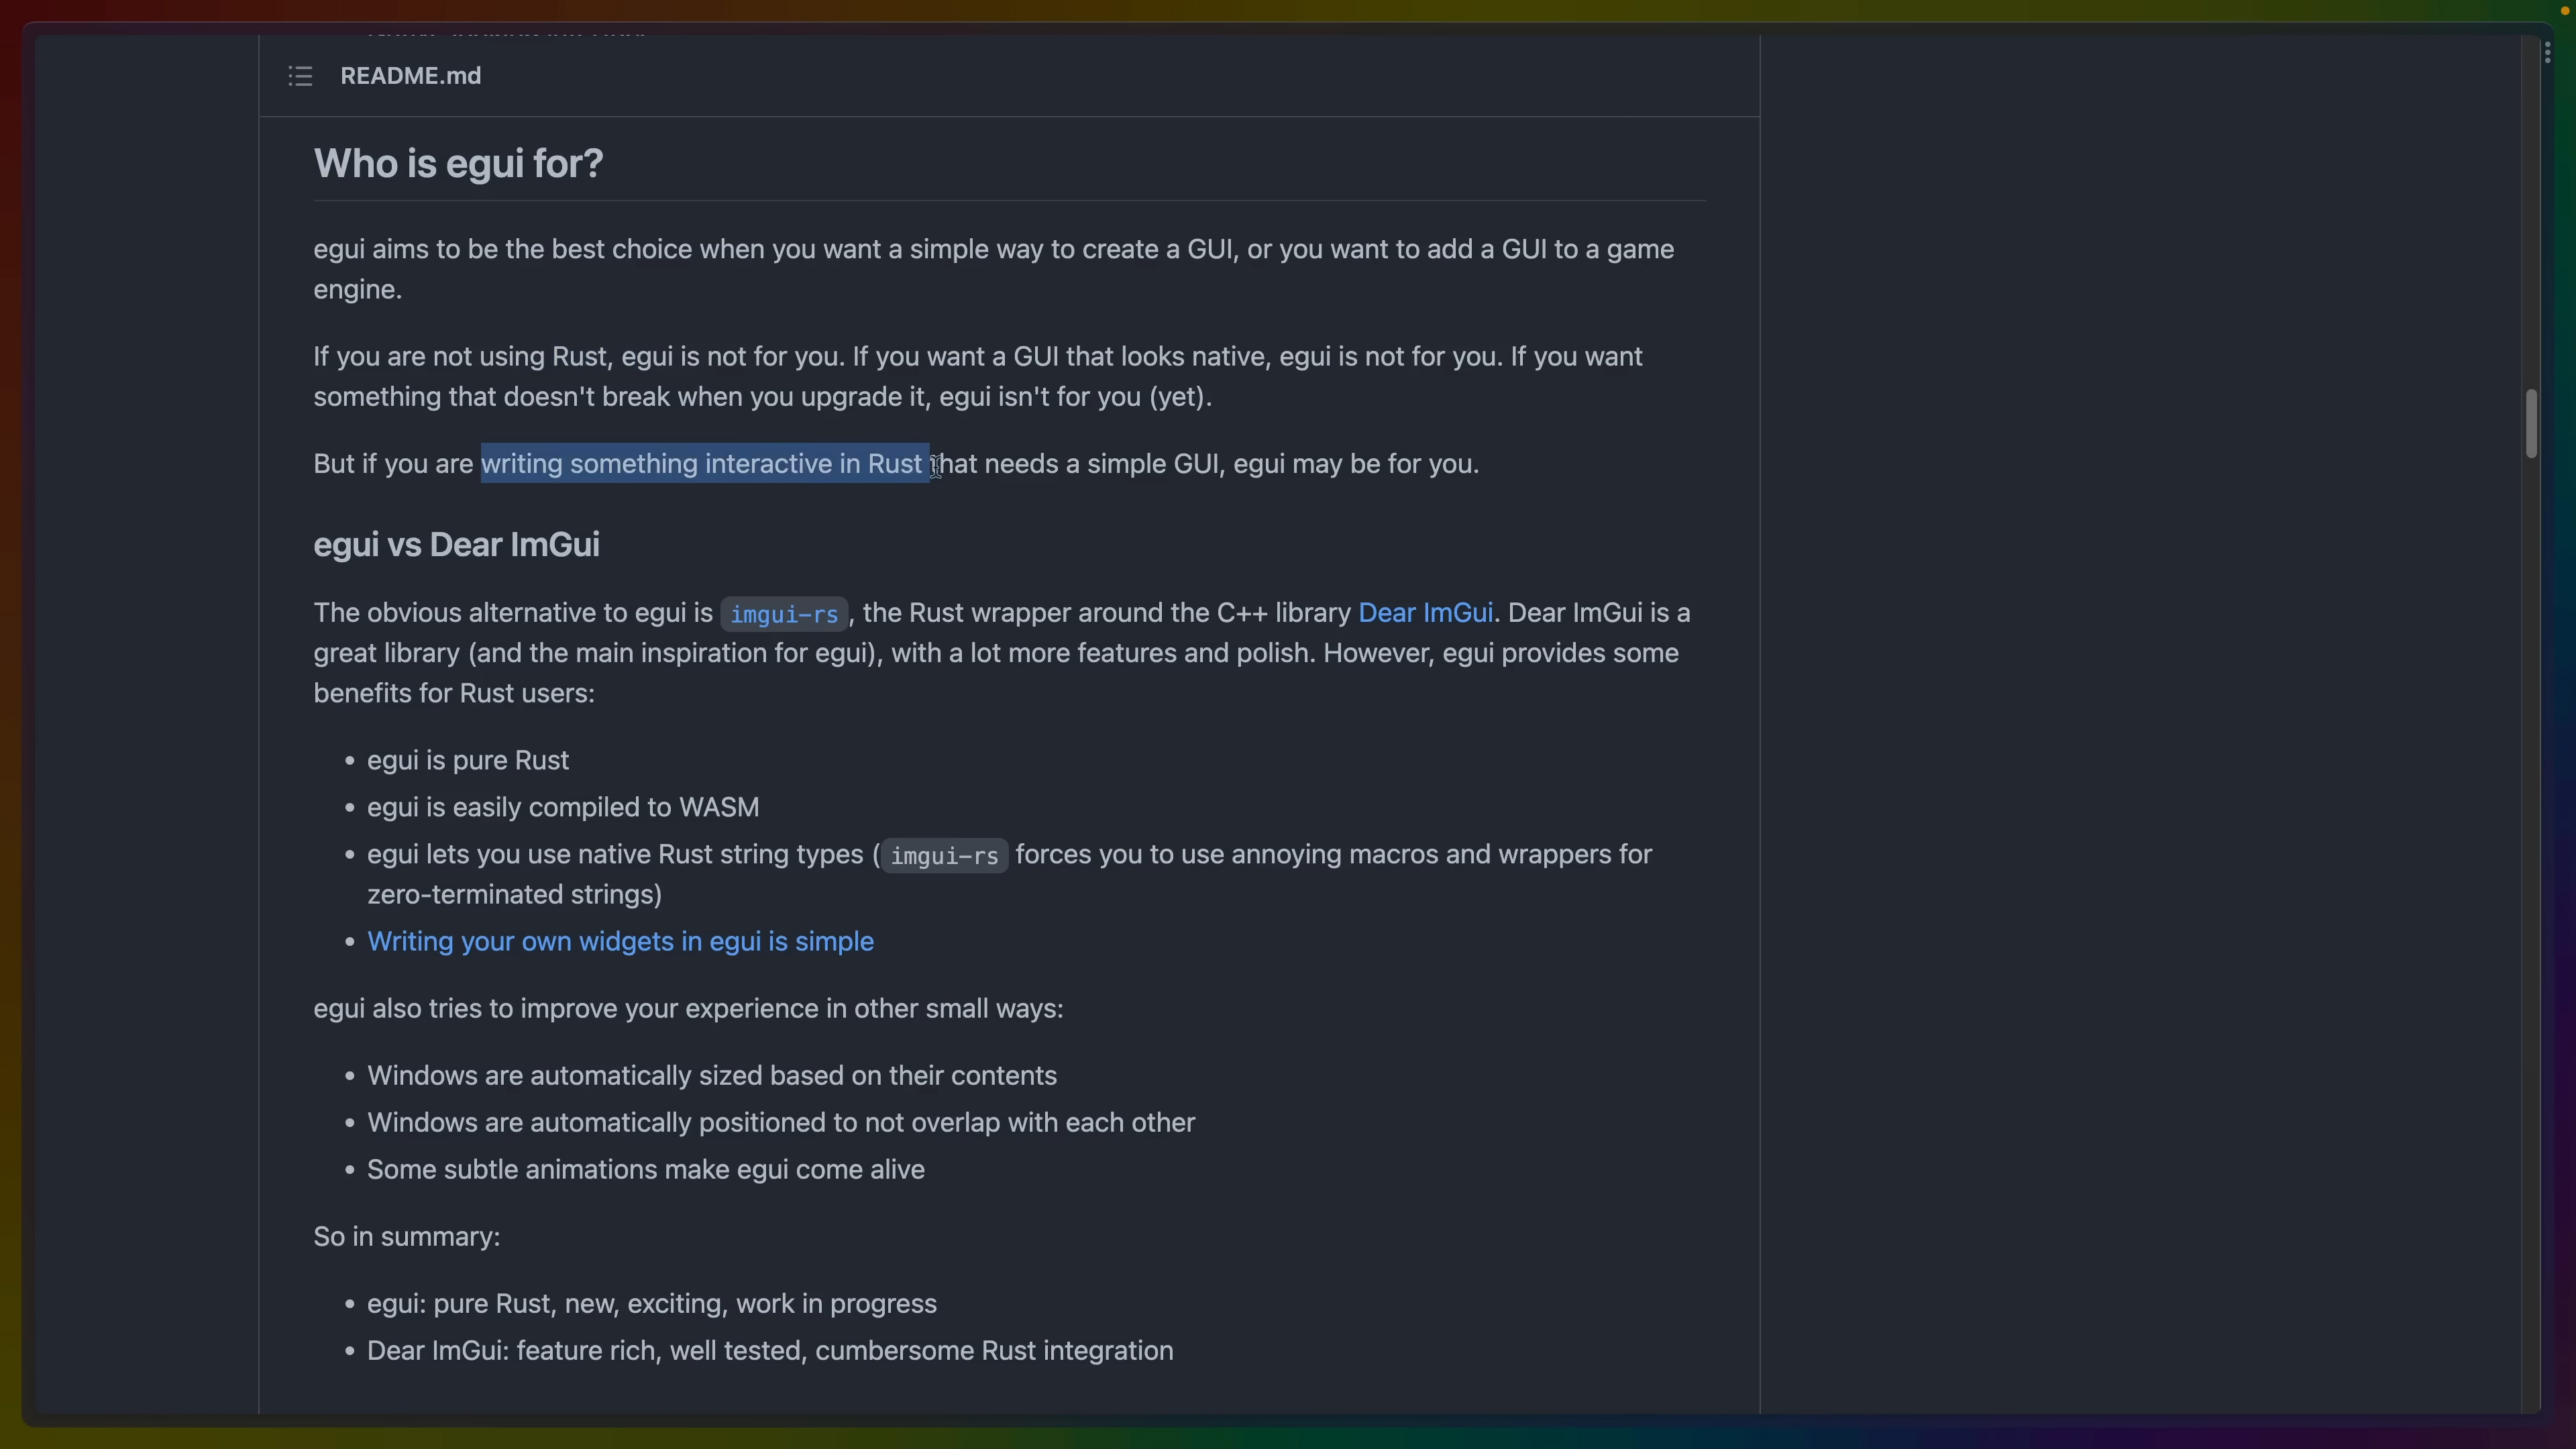 README.md
Who is egui for?
egui aims to be the best choice when you want a simple way to create a GUI, or you want to add a GUI to a game
engine.
If you are not using Rust, egui is not for you. If you want a GUI that looks native, egui is not for you. If you want
something that doesn't break when you upgrade it, egui isn't for you (yet).
But if you are writing something interactive in Rust that needs a simple GUI, egui may be for you.
egui vs Dear ImGui
The obvious alternative to egui is imgui-rs, the Rust wrapper around the C++ library Dear ImGui. Dear ImGui is a
great library (and the main inspiration for egui), with a lot more features and polish. However, egui provides some
benefits for Rust users:
• egui is pure Rust
• egui is easily compiled to WASM
• egui lets you use native Rust string types (imgui-rs forces you to use annoying macros and wrappers for
zero-terminated strings)
• Writing your own widgets in egui is simple
egui also tries to improve your experience in other small ways:
• Windows are automatically sized based on their contents
• Windows are automatically positioned to not overlap with each other
• Some subtle animations make egui come alive
So in summary:
• egui: pure Rust, new, exciting, work in progress
• Dear ImGui: feature rich, well tested, cumbersome Rust integration